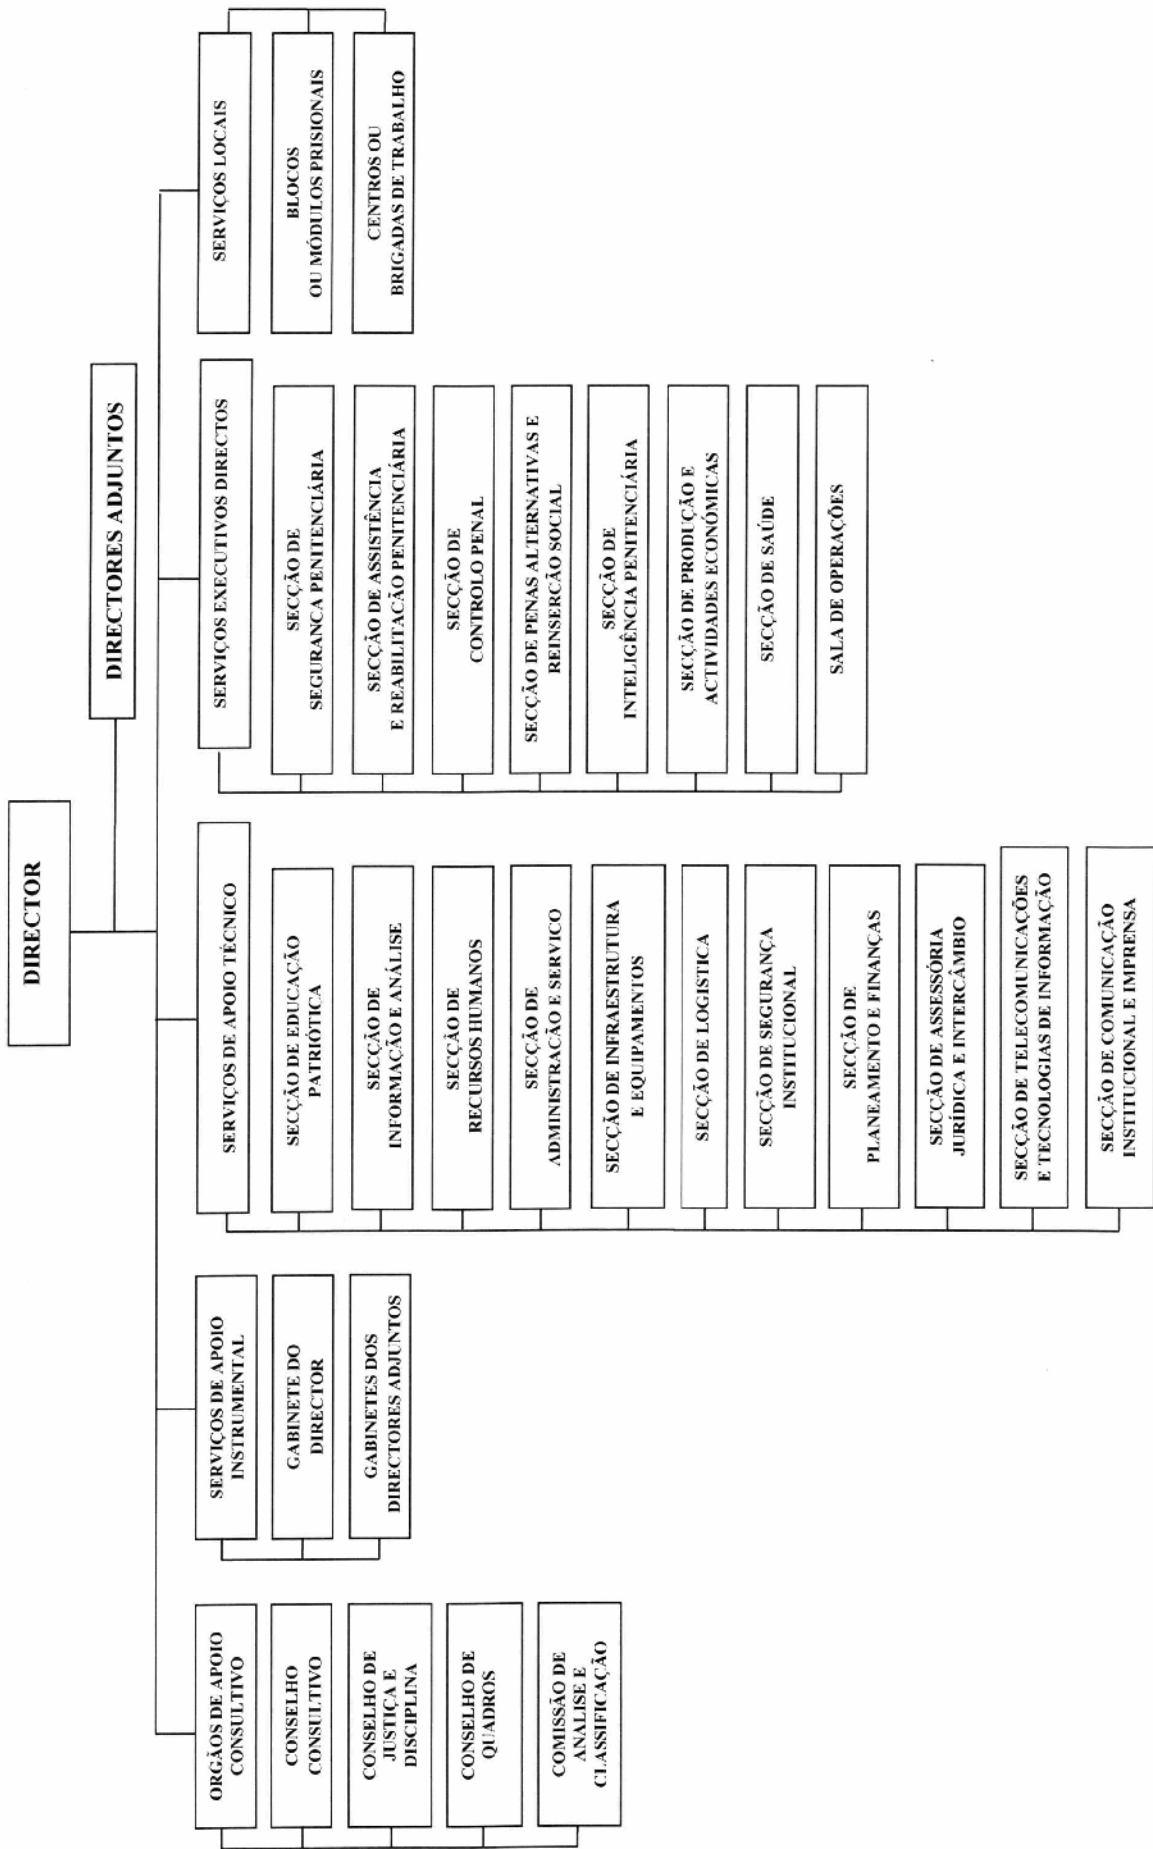 DIRECTOR
DIRECTORES ADJUNTOS
ORGÃOS DE APOIO
CONSULTIVO
CONSELHO
CONSULTIVO
CONSELHO DE
JUSTIÇA E
DISCIPLINA
CONSELHO DE
QUADROS
COMISSÃO DE
ANALISE E
CLASSIFICAÇÃO
SERVIÇOS DE APOIO
INSTRUMENTAL
GABINETE DO
DIRECTOR
GABINETES DOS
DIRECTORES ADJUNTOS
SERVIÇOS DE APOIO TÉCNICO
SECÇÃO DE EDUCAÇÃO
PATRIÓTICA
SECÇÃO DE
INFORMAÇÃO E ANÁLISE
SECÇÃO DE
RECURSOS HUMANOS
SECÇÃO DE
ADMINISTRACÃO E SERVICO
SECÇÃO DE INFRAESTRUTURA
E EQUIPAMENTOS
SECÇÃO DE LOGISTICA
SECÇÃO DE SEGURANÇA
INSTITUCIONAL
SECÇÃO DE
PLANEAMENTO E FINANÇAS
SECÇÃO DE ASSESSÓRIA
JURÍDICA E INTERCÂMBIO
SECÇÃO DE TELECOMUNICAÇÕES
E TECNOLOGIAS DE INFORMAÇÃO
SECÇÃO DE COMUNICAÇÃO
INSTITUCIONAL E IMPRENSA
SERVIÇOS EXECUTIVOS DIRECTOS
SECÇÃO DE
SEGURANCA PENITENCIÁRIA
SECÇÃO DE ASSISTÊNCIA
E REABILITACÃO PENITENCIÁRIA
SECÇÃO DE
CONTROLO PENAL
SECÇÃO DE PENAS ALTERNATIVAS E
REINSERCÃO SOCIAL
SECÇÃO DE
INTELIGÊNCIA PENITENCIÁRIA
SECÇÃO DE PRODUÇÃO E
ACTIVIDADES ECONÓMICAS
SECÇÃO DE SAÚDE
SALA DE OPERAÇÕES
SERVIÇOS LOCAIS
BLOCOS
OU MÓDULOS PRISIONAIS
CENTROS OU
BRIGADAS DE TRABALHO